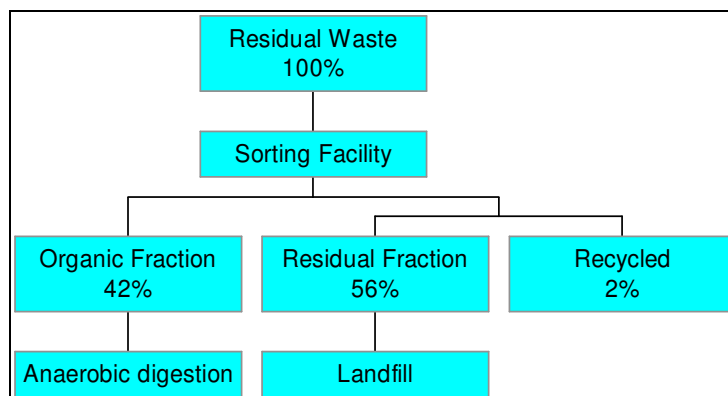 Residual Waste
100%
Sorting Facility
Organic Fraction
42%
Residual Fraction
56%
Recycled
2%
Anaerobic digestion
Landfill